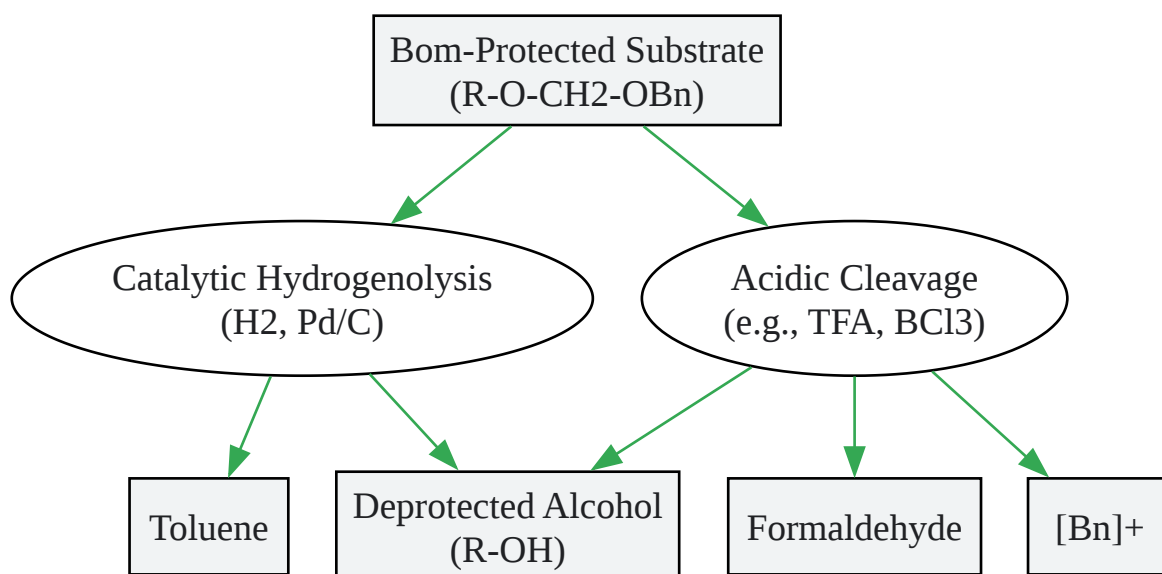 Bom-Protected Substrate
(R-O-CH2-OBn)
Catalytic Hydrogenolysis
(H2, Pd/C)
Acidic Cleavage
(e.g., TFA, BCl3)
Toluene
Deprotected Alcohol
(R-OH)
Formaldehyde
[Bn]+